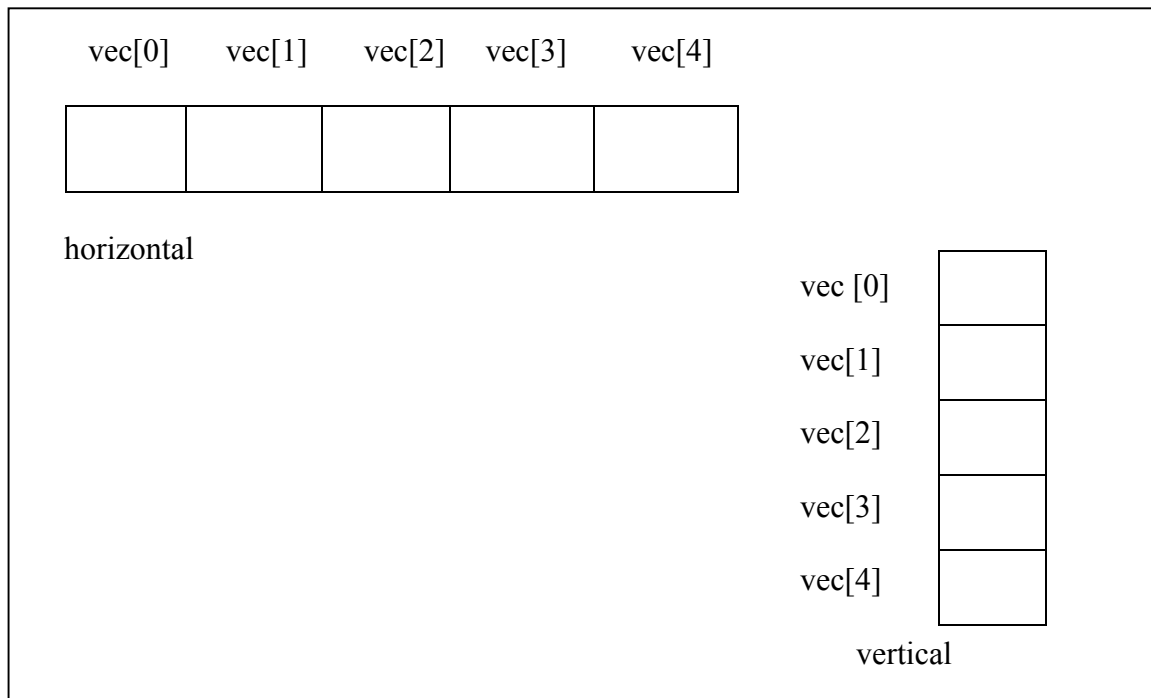 vec[0] vec[1] vec[2] vec[3] vec[4]
horizontal
vec [0]
vec[1]
vec[2]
vec[3]
vec[4]
vertical